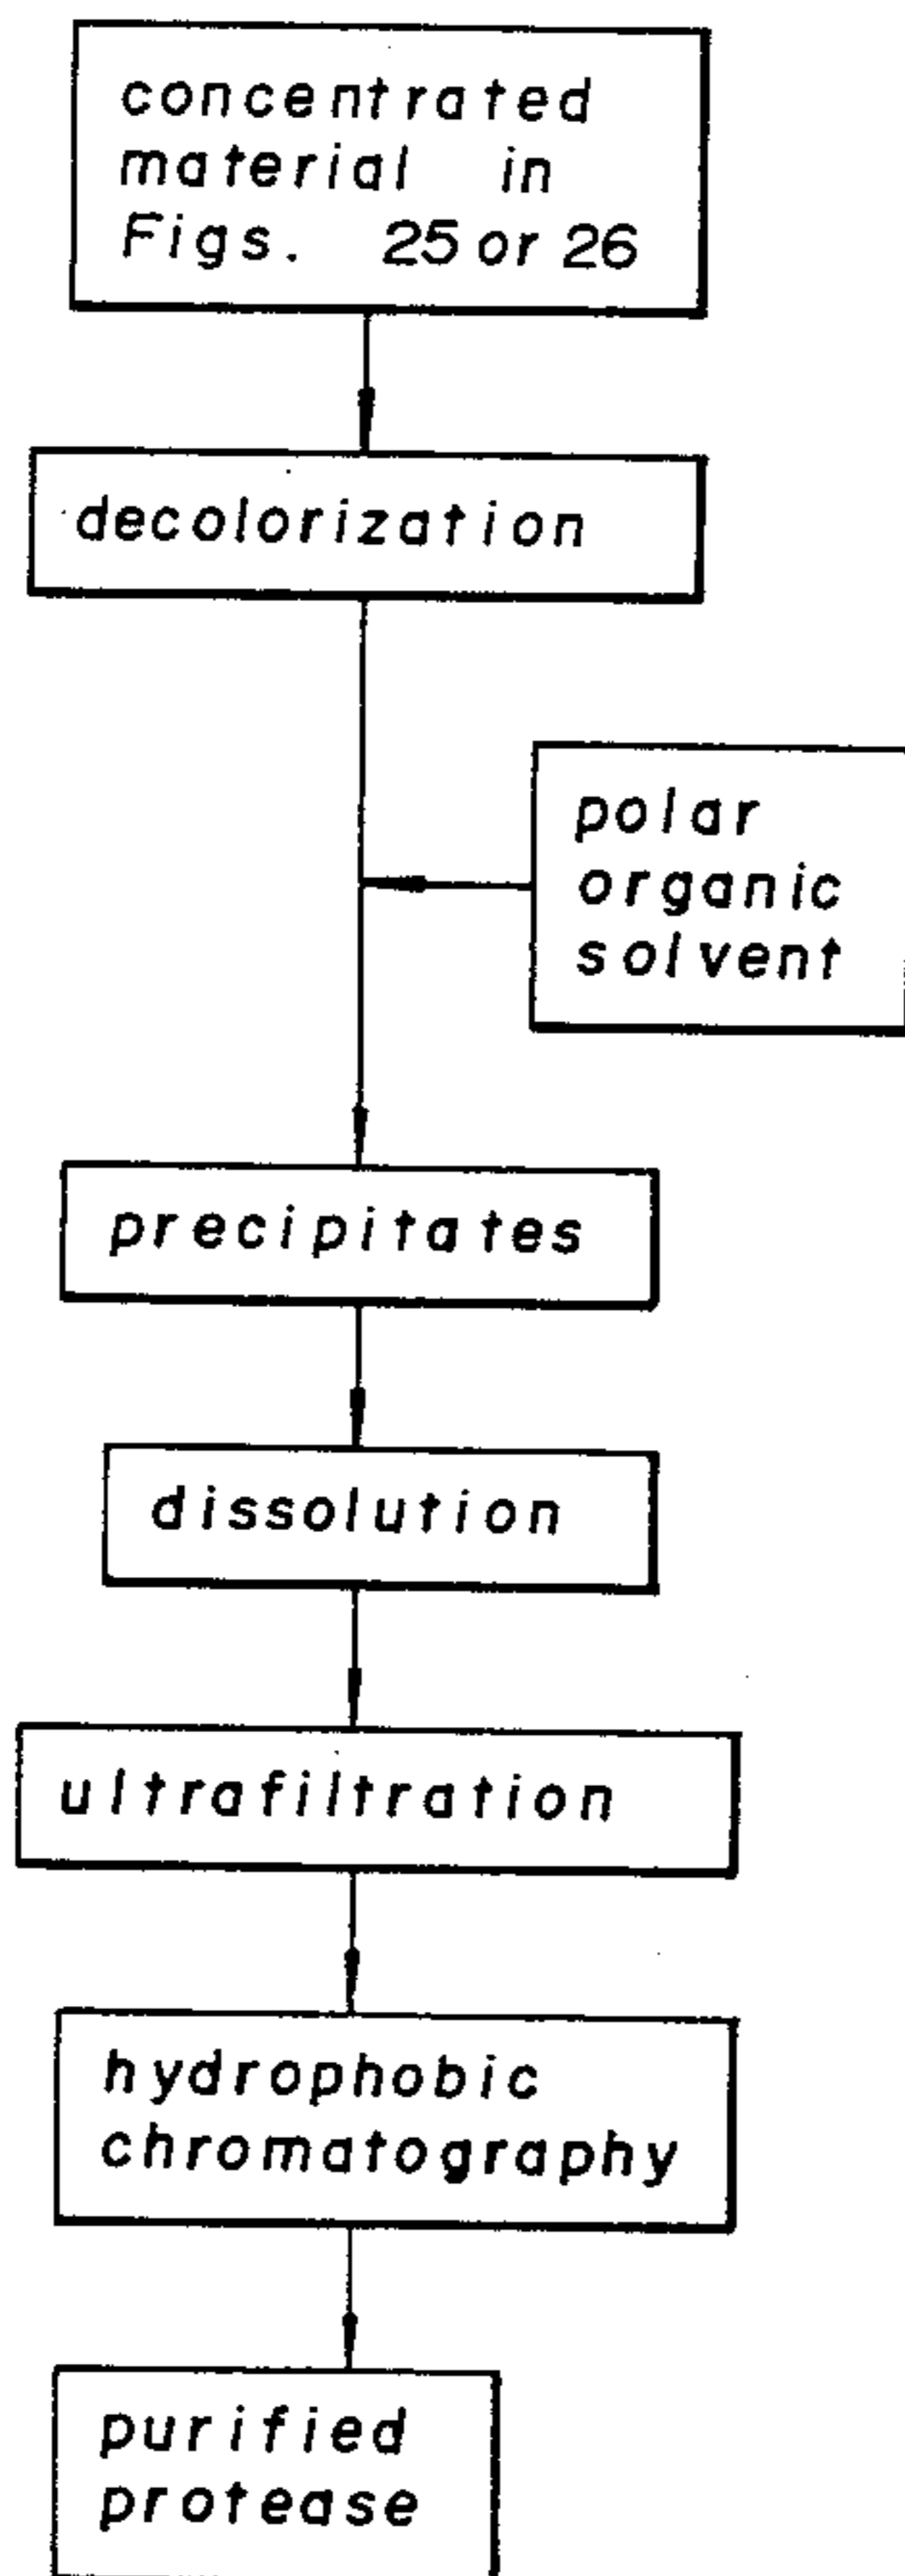 concentrated
material in
Figs. 25 or 26
decolorization
polar
organic
solvent
precipitates
dissolution
ultrafiltration
hydrophobic
chromatography
purified
protease